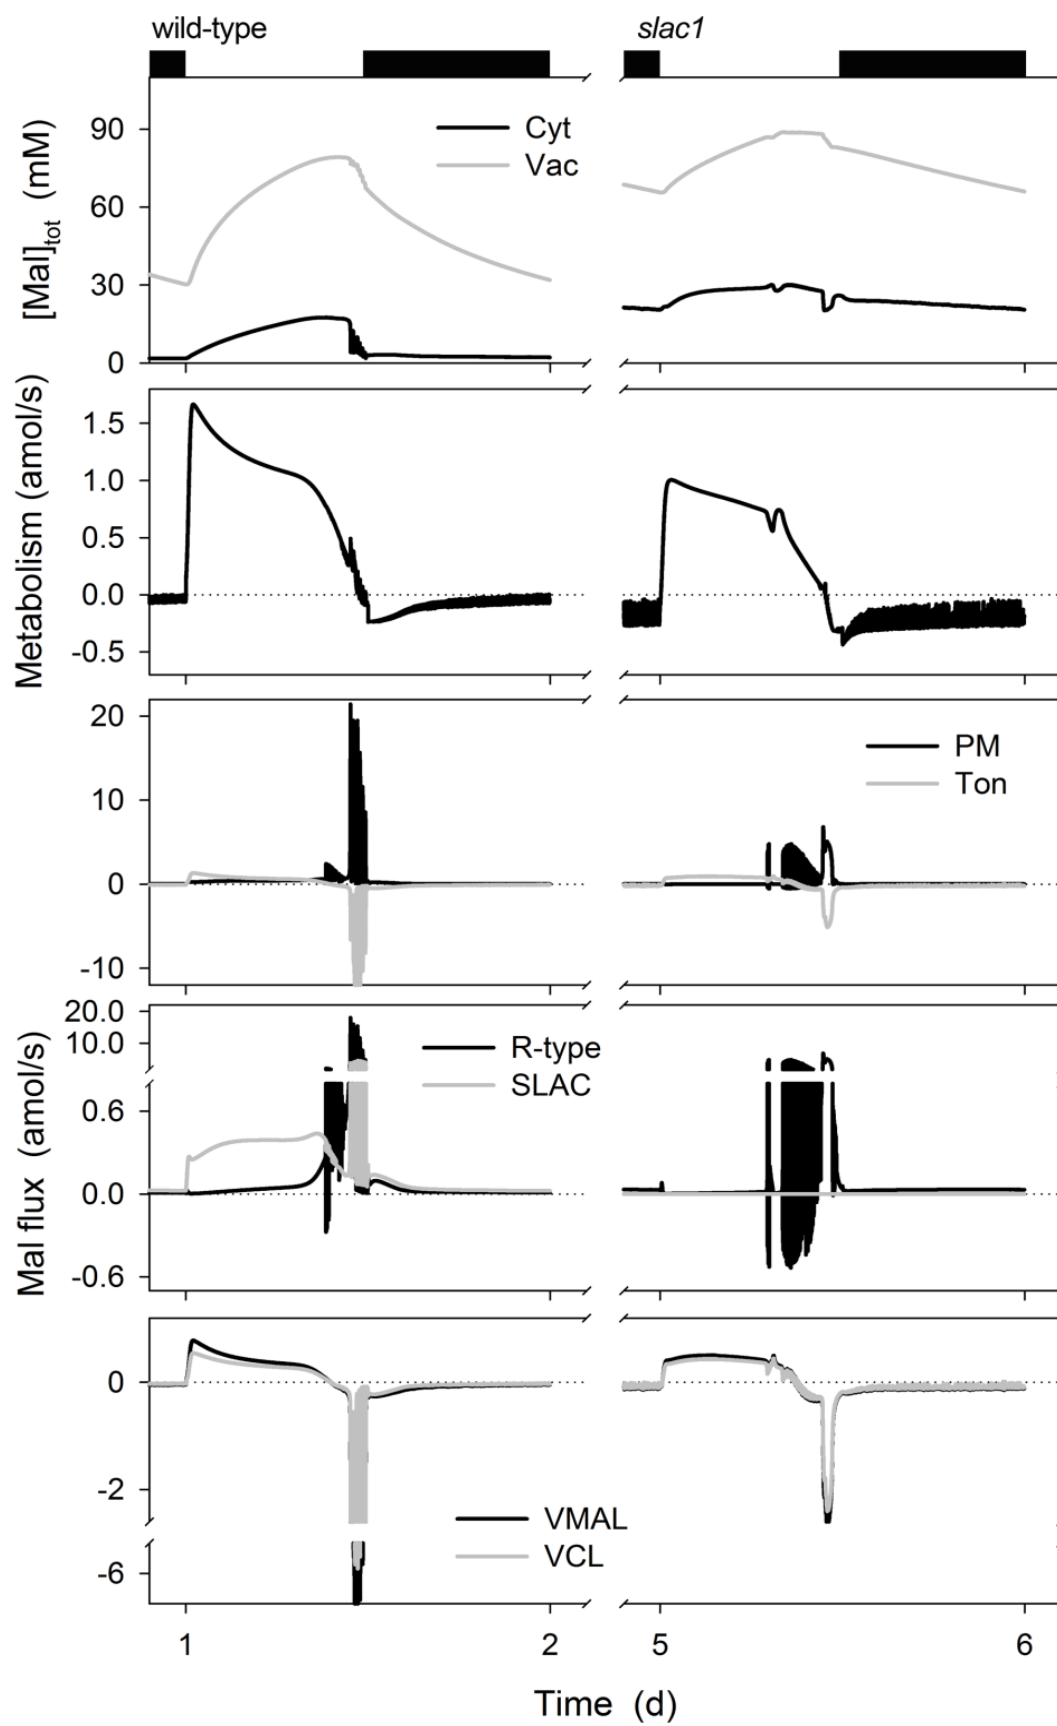 wild-type
slac1
[Mal]tot (mM)
90
60
30
0
Cyt
Vac
Metabolism (amol/s)
1.5
1.0
0.5
0.0
-0.5
20
10
0
-10
PM
Ton
Mal flux (amol/s)
20.0
10.0
0.6
0.0
-0.6
R-type
SLAC
0
-2
-6
VMAL
VCL
1
2
5
6
Time (d)